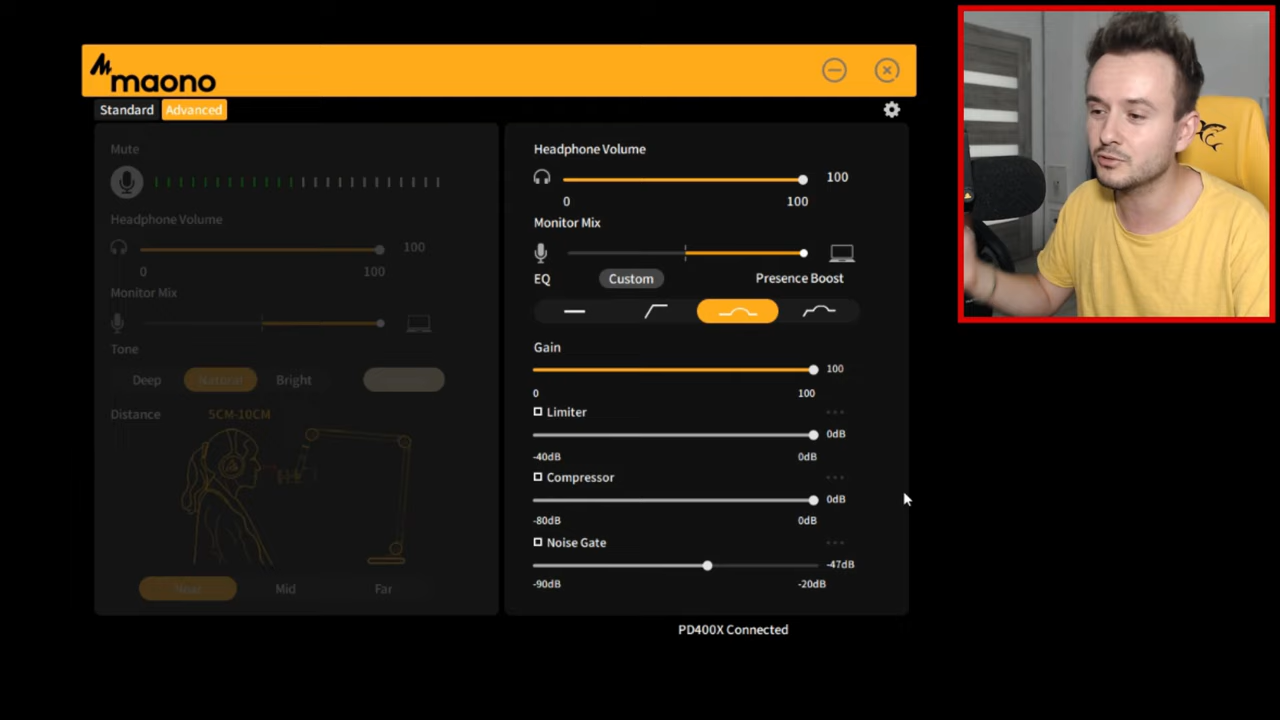 maono
Standard Advanced
Mute
Headphone Volume
100
0 100
Monitor Mix
Tone
Deep Natural Bright
Distance 5CM-10CM
Near Mid Far
Headphone Volume
100
0 100
Monitor Mix
EQ Custom Presence Boost
Gain
100
0 100
Limiter
0dB
-40dB 0dB
Compressor
0dB
-80dB 0dB
Noise Gate
-47dB
-90dB -20dB
PD400X Connected